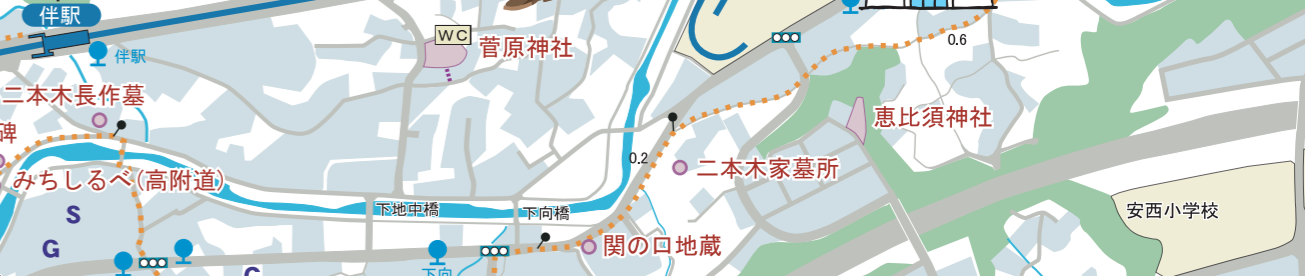 伴駅
伴駅
WC
菅原神社
0.6
二本木長作墓
碑
恵比須神社
0.2
二本木家墓所
みちしるべ(高附道)
下地中橋
下向橋
安西小学校
S
G
関の口地蔵
下向